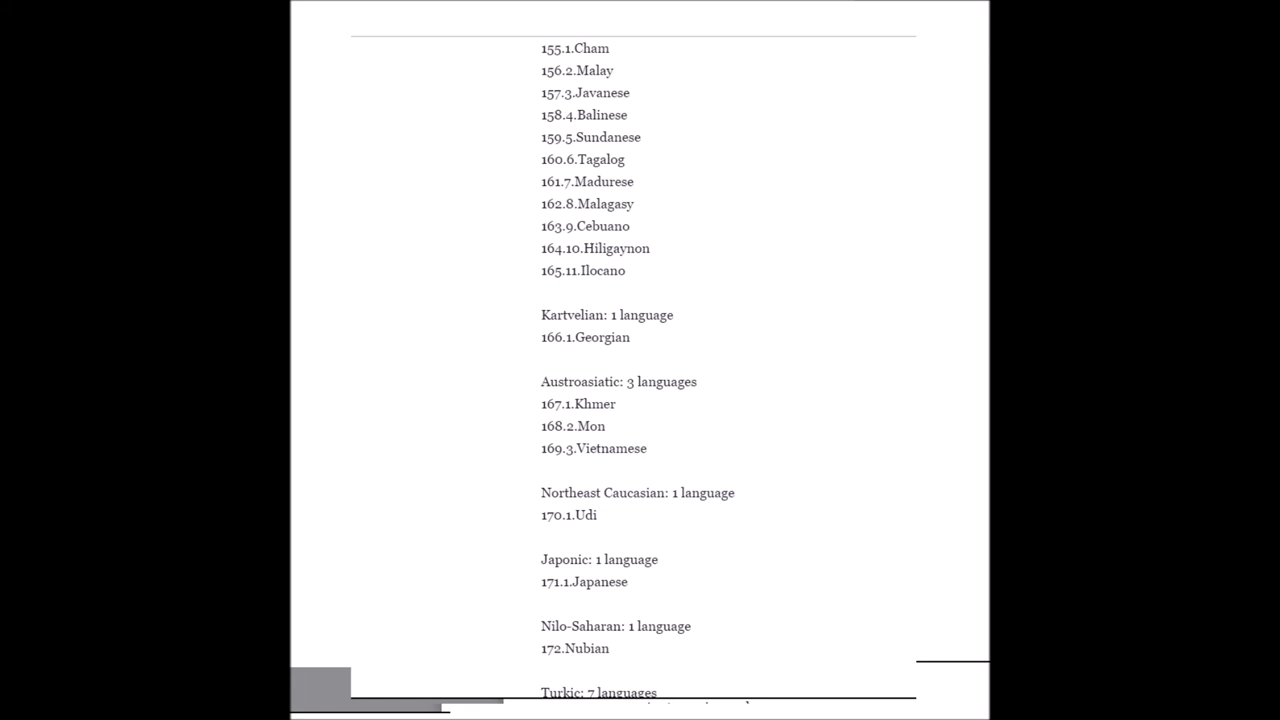 155.1.Cham
156.2.Malay
157.3.Javanese
158.4.Balinese
159.5.Sundanese
160.6.Tagalog
161.7.Madurese
162.8.Malagasy
163.9.Cebuano
164.10.Hiligaynon
165.11.Ilocano
Kartvelian: 1 language
166.1.Georgian
Austroasiatic: 3 languages
167.1.Khmer
168.2.Mon
169.3.Vietnamese
Northeast Caucasian: 1 language
170.1.Udi
Japonic: 1 language
171.1.Japanese
Nilo-Saharan: 1 language
172.Nubian
Turkic: 7 languages